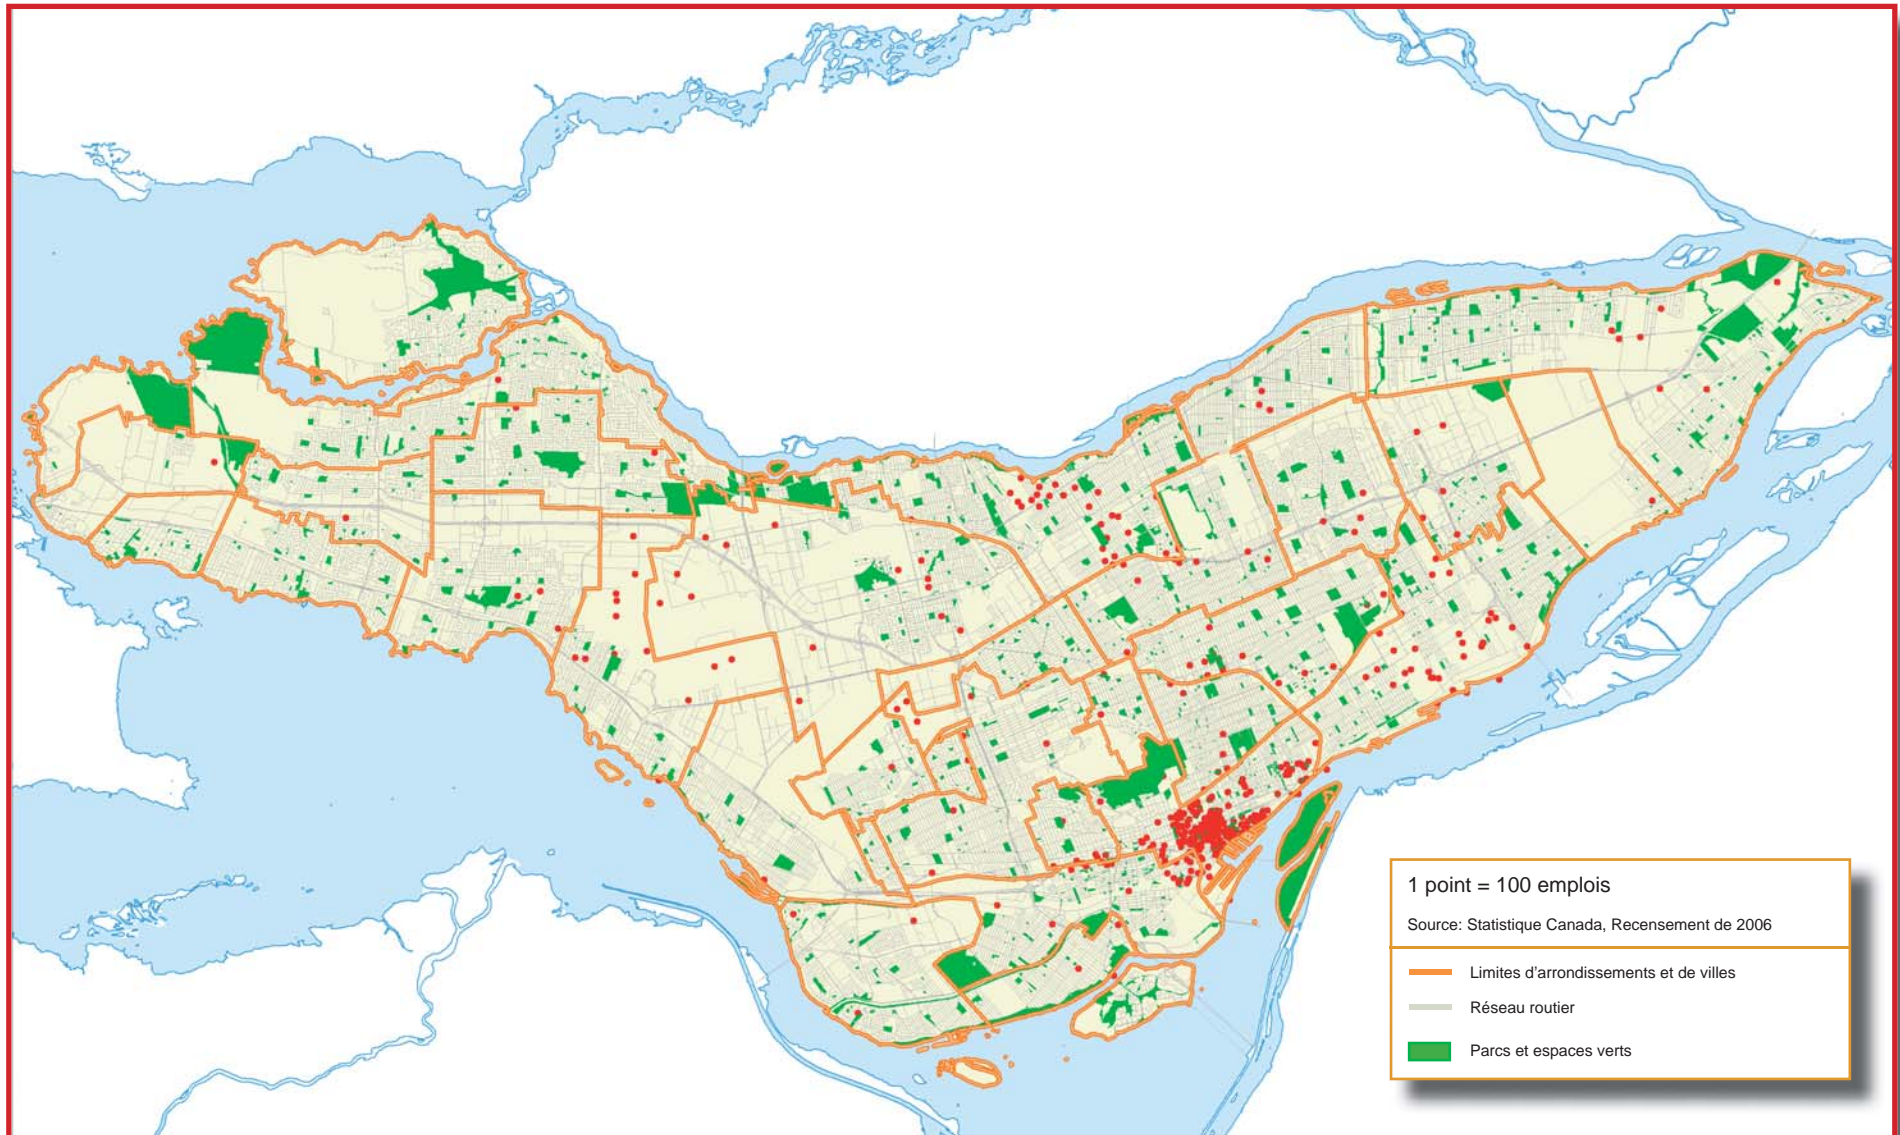 1 point = 100 emplois
Source: Statistique Canada, Recensement de 2006
Limites d'arrondissements et de villes
Réseau routier
Parcs et espaces verts